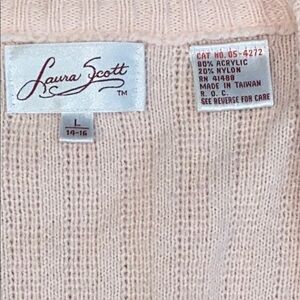 Laura Scott
TM
L
14-16
CAT NO. 05-4272
80% ACRYLIC
20% NYLON
RN 41480
MADE IN TAIWAN
R. O. C.
SEE REVERSE FOR CARE